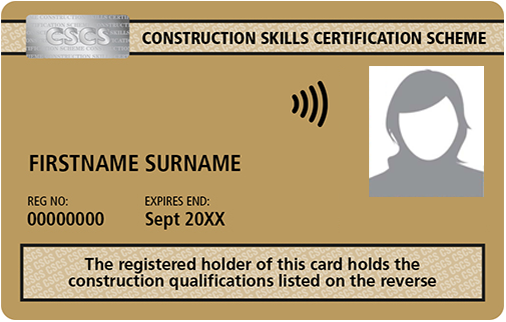 CSCS
CONSTRUCTION SKILLS CERTIFICATION SCHEME
FIRSTNAME SURNAME
REG NO:
EXPIRES END:
00000000
Sept 20XX
The registered holder of this card holds the
construction qualifications listed on the reverse